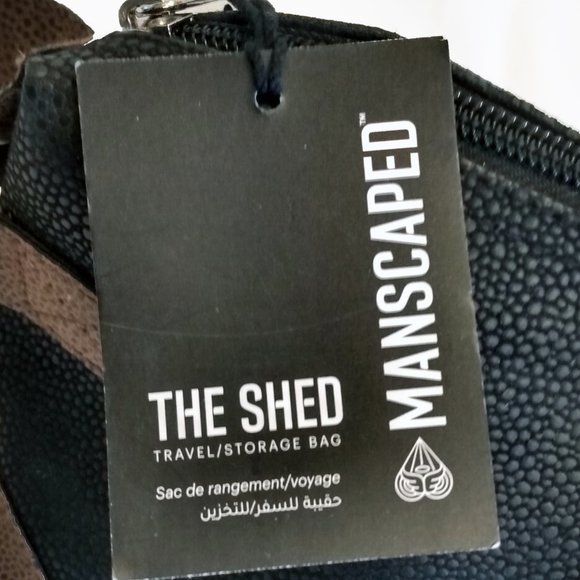 MANSCAPED™
THE SHED
TRAVEL/STORAGE BAG
Sac de rangement/voyage
حقيبة للسفر/للتخزين